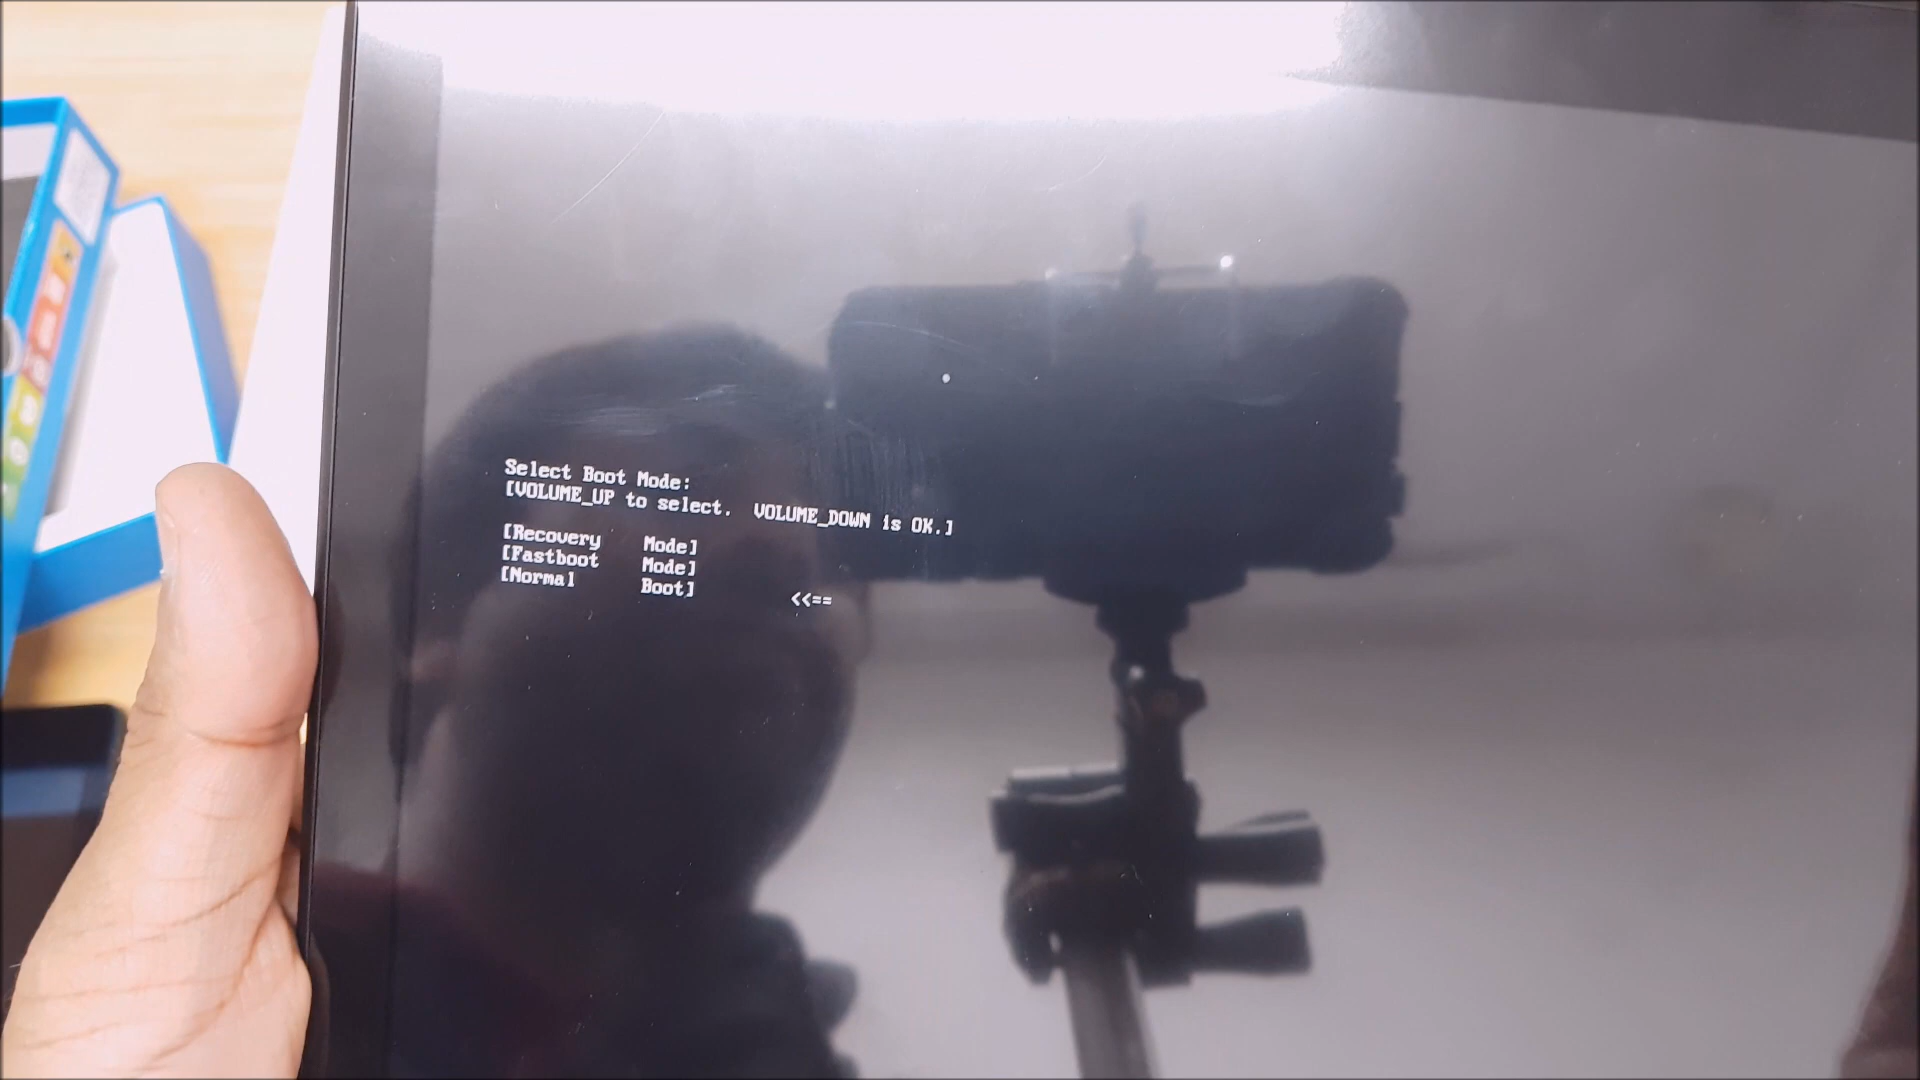 Select Boot Mode:
[VOLUME_UP to select.  VOLUME_DOWN is OK.]
[Recovery    Mode]
[Fastboot    Mode]
[Normal      Boot]        <<==